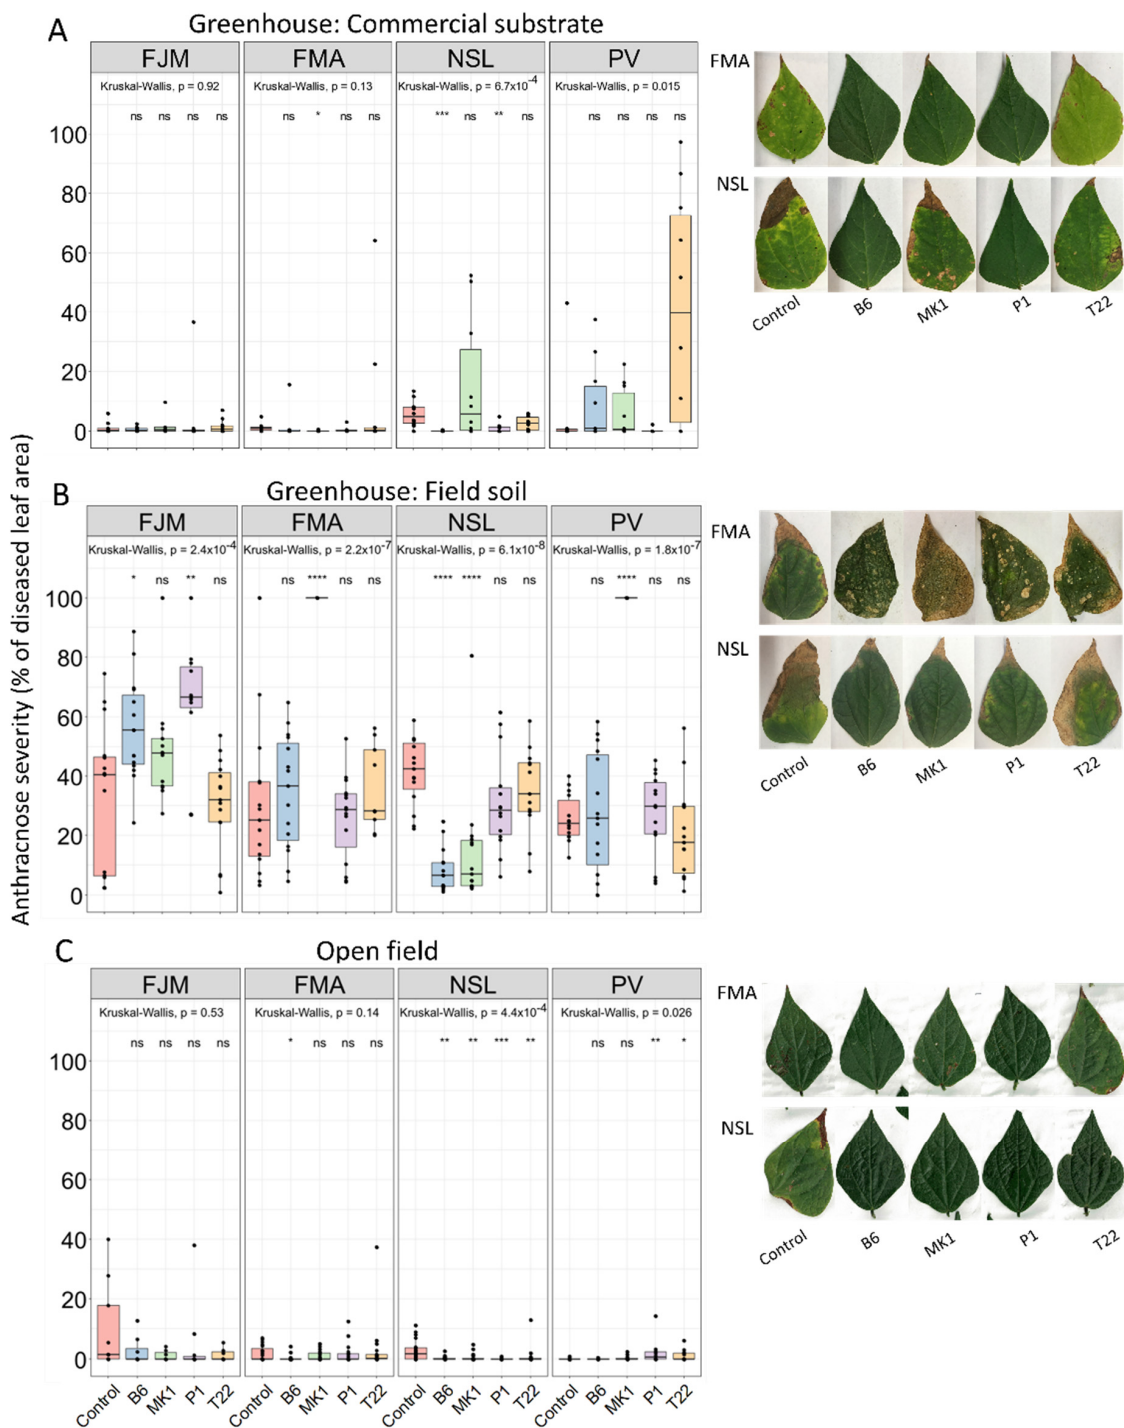 A Greenhouse: Commercial substrate
FJM FMA NSL PV
Kruskal-Wallis, p = 0.92 Kruskal-Wallis, p = 0.13 Kruskal-Wallis, p = 6.7x10-4 Kruskal-Wallis, p = 0.015
ns ns ns ns ns * ns ns *** ns ** ns ns ns ns ns
100
80
60
40
20
0
FMA
NSL
Control B6 MK1 P1 T22
Anthracnose severity (% of diseased leaf area)
B Greenhouse: Field soil
FJM FMA NSL PV
Kruskal-Wallis, p = 2.4x10-4 Kruskal-Wallis, p = 2.2x10-7 Kruskal-Wallis, p = 6.1x10-8 Kruskal-Wallis, p = 1.8x10-7
* ns ** ns ns **** ns ns **** **** ns ns ns **** ns ns
100
80
60
40
20
0
FMA
NSL
Control B6 MK1 P1 T22
C Open field
FJM FMA NSL PV
Kruskal-Wallis, p = 0.53 Kruskal-Wallis, p = 0.14 Kruskal-Wallis, p = 4.4x10-4 Kruskal-Wallis, p = 0.026
ns ns ns ns * ns ns ns ** ** *** ** ns ns ** *
100
80
60
40
20
0
Control B6 MK1 P1 T22 Control B6 MK1 P1 T22 Control B6 MK1 P1 T22 Control B6 MK1 P1 T22
FMA
NSL
Control B6 MK1 P1 T22